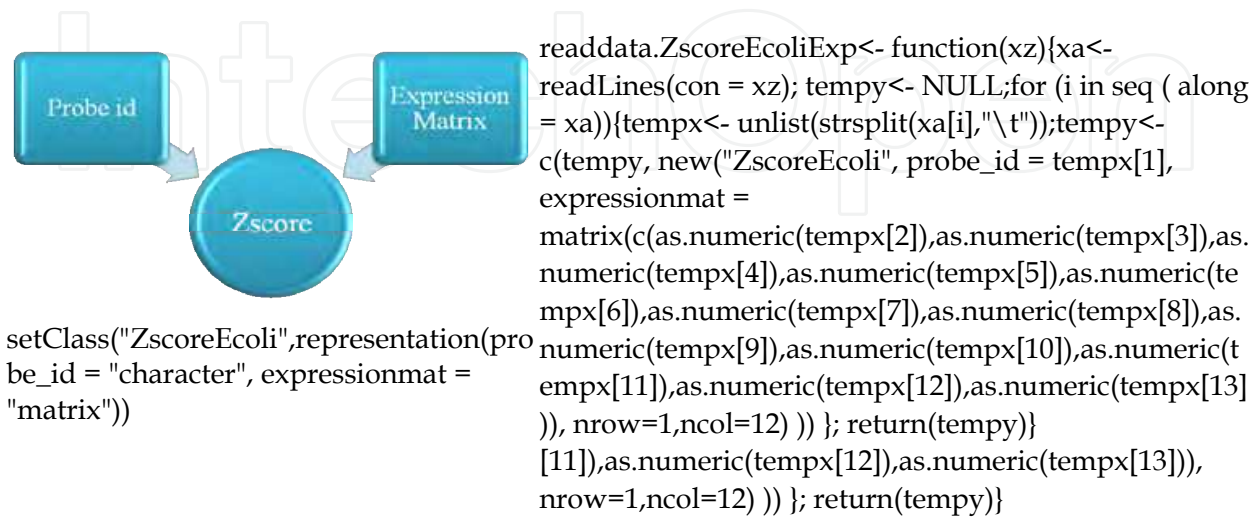 Probe id
Expression
Matrix
Zscore
setClass("ZscoreEcoli",representation(pro
be_id = "character", expressionmat =
"matrix"))
readdata.ZscoreEcoliExp<- function(xz){xa<-
readLines(con = xz); tempy<- NULL;for (i in seq ( along
= xa)){tempx<- unlist(strsplit(xa[i],"\t"));tempy<-
c(tempy, new("ZscoreEcoli", probe_id = tempx[1],
expressionmat =
matrix(c(as.numeric(tempx[2]),as.numeric(tempx[3]),as.
numeric(tempx[4]),as.numeric(tempx[5]),as.numeric(te
mpx[6]),as.numeric(tempx[7]),as.numeric(tempx[8]),as.
numeric(tempx[9]),as.numeric(tempx[10]),as.numeric(t
empx[11]),as.numeric(tempx[12]),as.numeric(tempx[13]
)), nrow=1,ncol=12) )) }; return(tempy)}
[11]),as.numeric(tempx[12]),as.numeric(tempx[13])),
nrow=1,ncol=12) )) }; return(tempy)}
IntechOpen